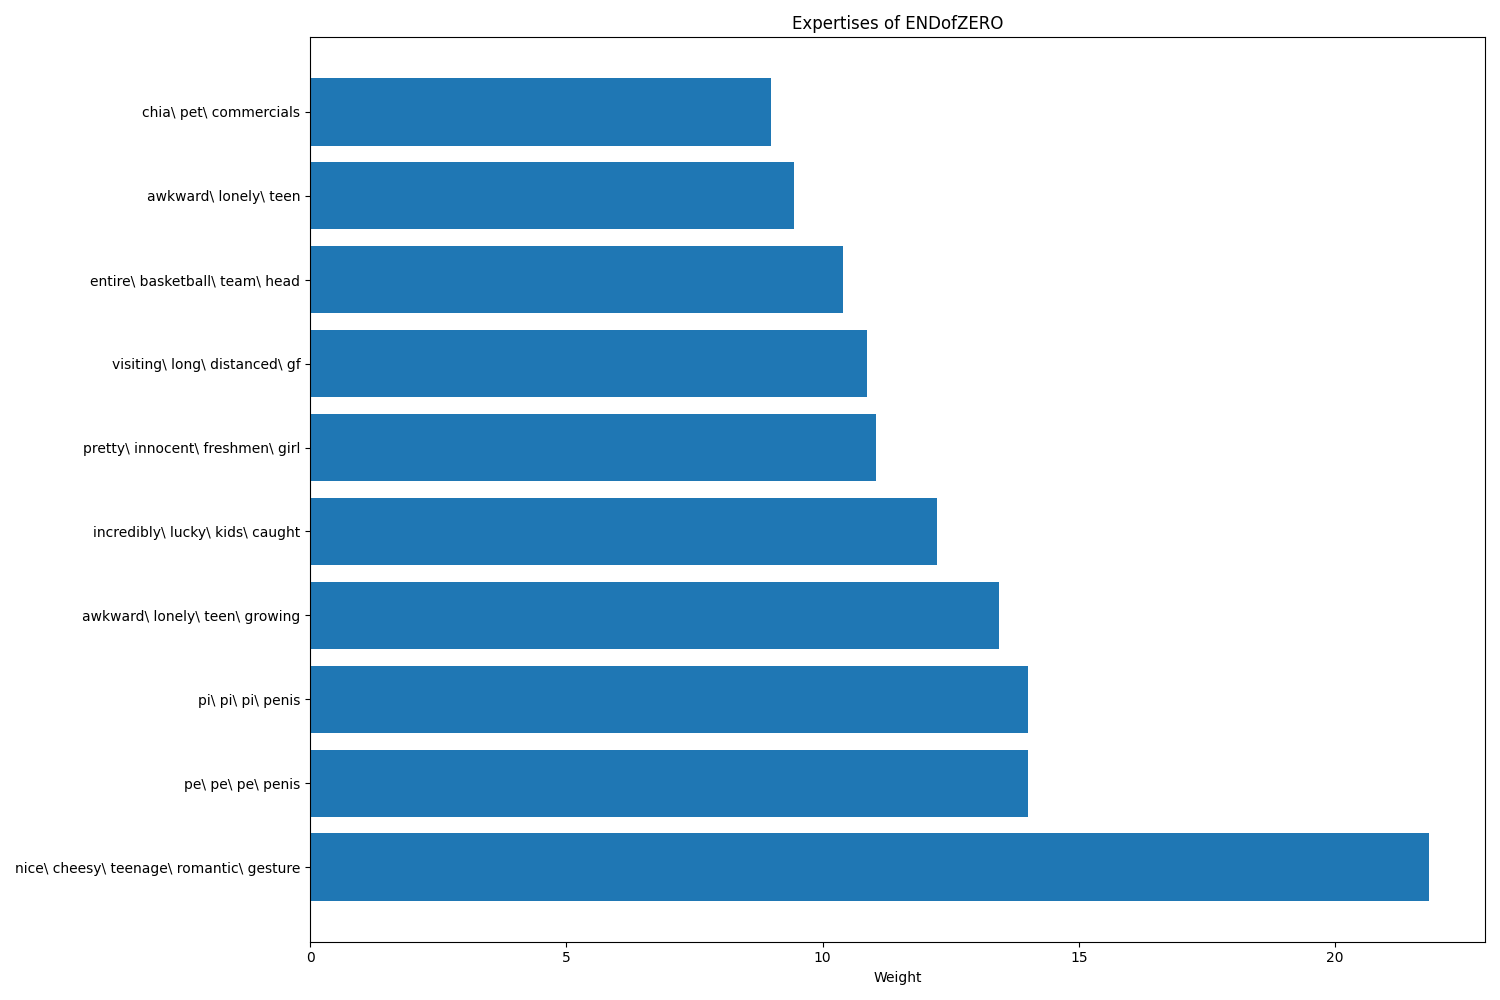 Expertises of ENDofZERO
chia\ pet\ commercials
awkward\ lonely\ teen
entire\ basketball\ team\ head
visiting\ long\ distanced\ gf
pretty\ innocent\ freshmen\ girl
incredibly\ lucky\ kids\ caught
awkward\ lonely\ teen\ growing
pi\ pi\ pi\ penis
pe\ pe\ pe\ penis
nice\ cheesy\ teenage\ romantic\ gesture
0 5 10 15 20
Weight